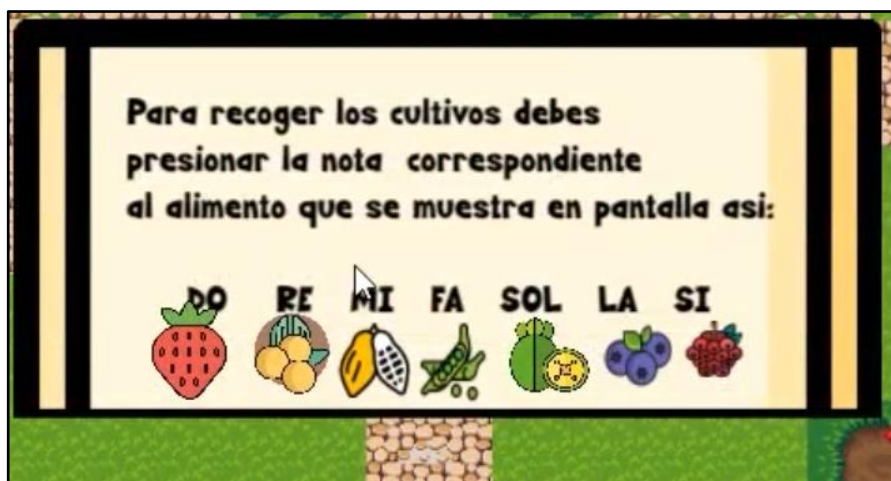 Para recoger los cultivos debes
presionar la nota correspondiente
al alimento que se muestra en pantalla asi:
DO RE MI FA SOL LA SI